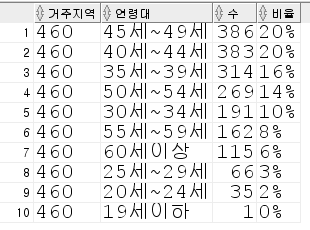 거주지역 연령대 수 비율
1 460 45세~49세 386 20%
2 460 40세~44세 383 20%
3 460 35세~39세 314 16%
4 460 50세~54세 269 14%
5 460 30세~34세 191 10%
6 460 55세~59세 162 8%
7 460 60세이상 115 6%
8 460 25세~29세 66 3%
9 460 20세~24세 35 2%
10 460 19세이하 1 0%